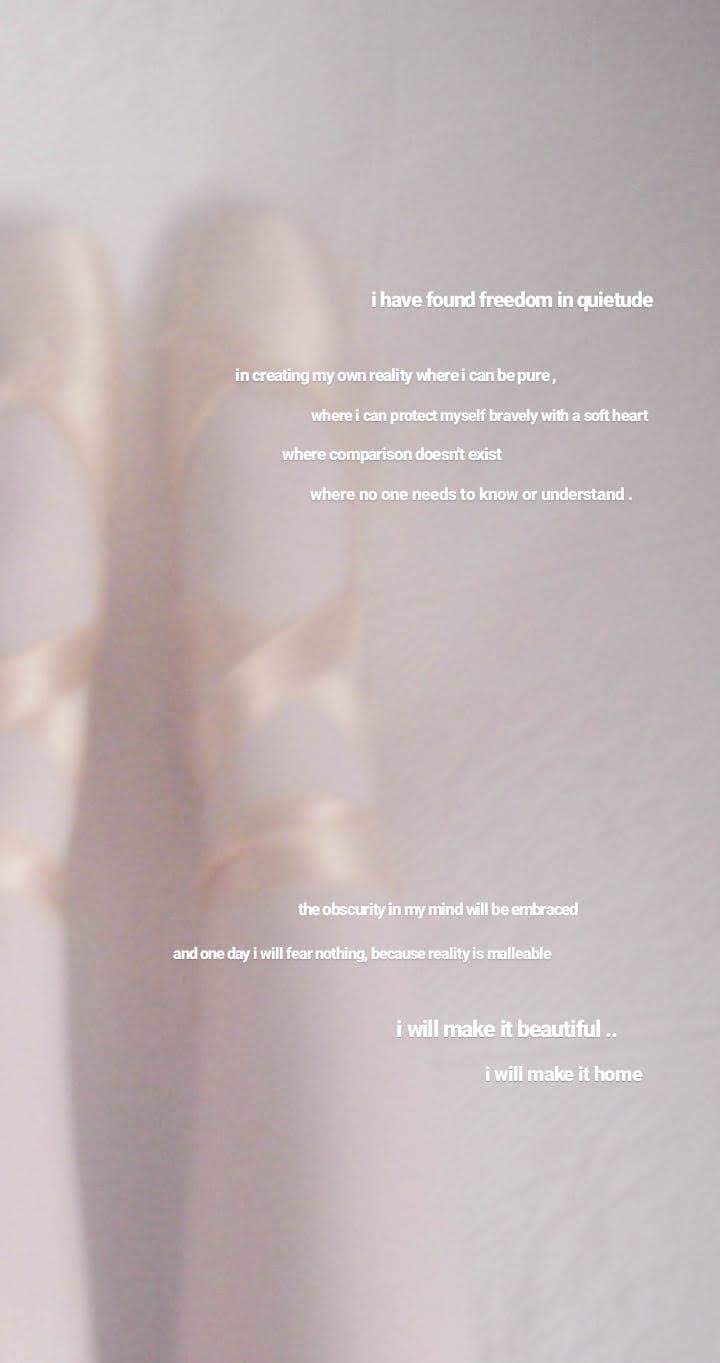 i have found freedom in quietude
in creating my own reality where i can be pure ,
where i can protect myself bravely with a soft heart
where comparison doesn't exist
where no one needs to know or understand .
the obscurity in my mind will be embraced
and one day i will fear nothing, because reality is malleable
i will make it beautiful ..
i will make it home